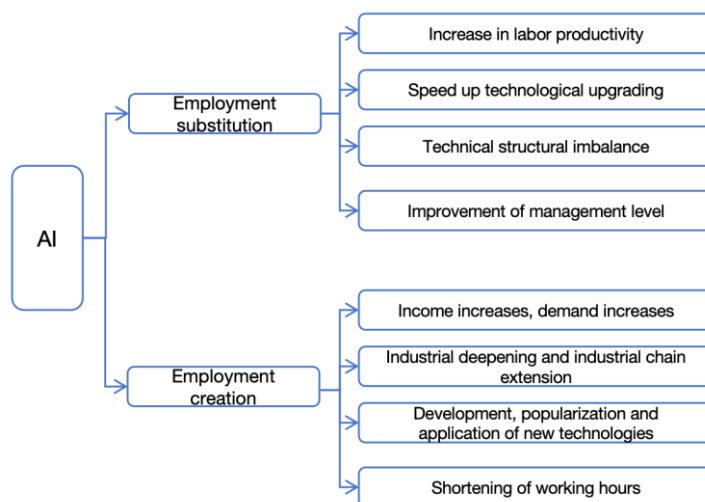 AI
Employment
substitution
Increase in labor productivity
Speed up technological upgrading
Technical structural imbalance
Improvement of management level
Employment
creation
Income increases, demand increases
Industrial deepening and industrial chain
extension
Development, popularization and
application of new technologies
Shortening of working hours